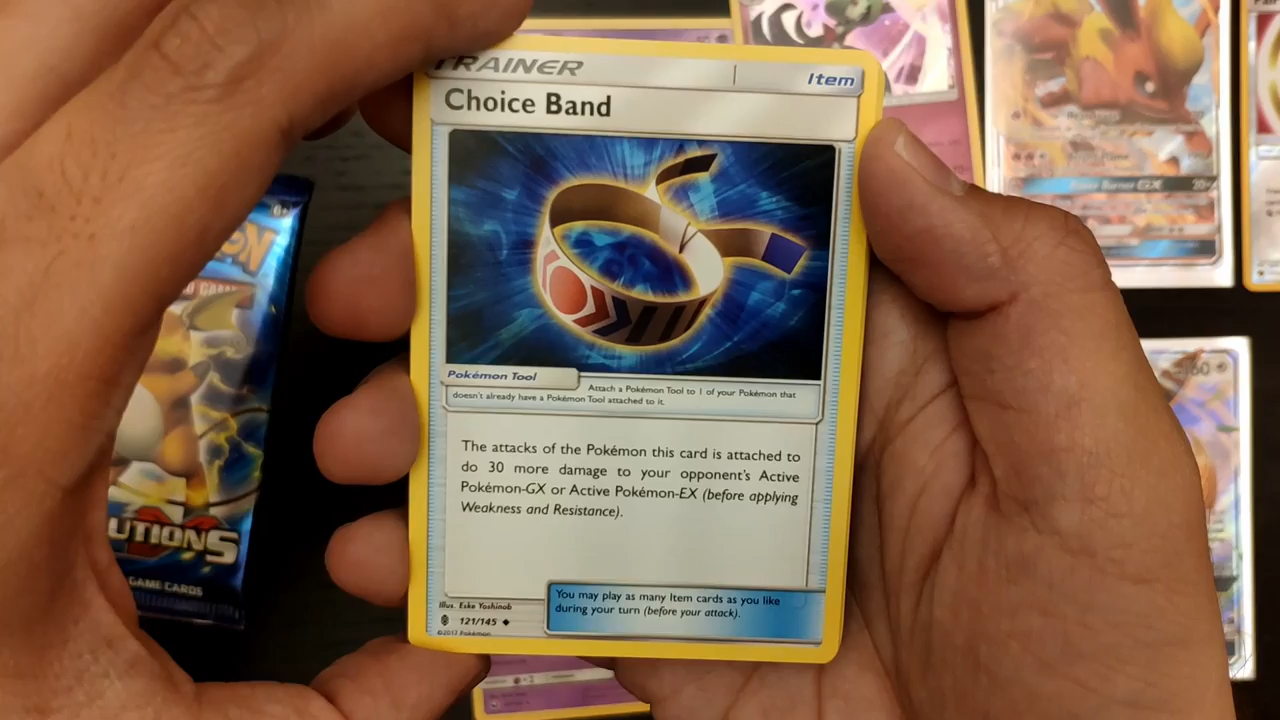 TRAINER
Item
Choice Band
Pokémon Tool
Attach a Pokémon Tool to 1 of your Pokémon that
doesn't already have a Pokémon Tool attached to it.
The attacks of the Pokémon this card is attached to
do 30 more damage to your opponent's Active
Pokémon-GX or Active Pokémon-EX (before applying
Weakness and Resistance).
You may play as many Item cards as you like
during your turn (before your attack).
Illus. Eske Yoshinob
121/145
©2017 Pokémon
UTIONS
GAME CARDS
GX